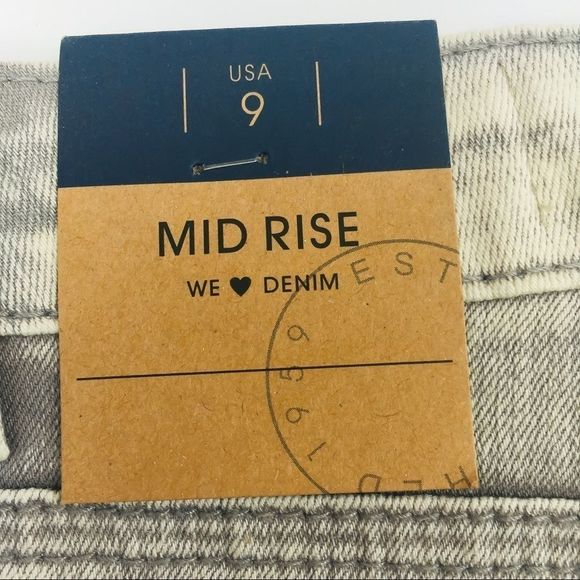 USA
9
MID RISE
WE ♥ DENIM
EST
1959